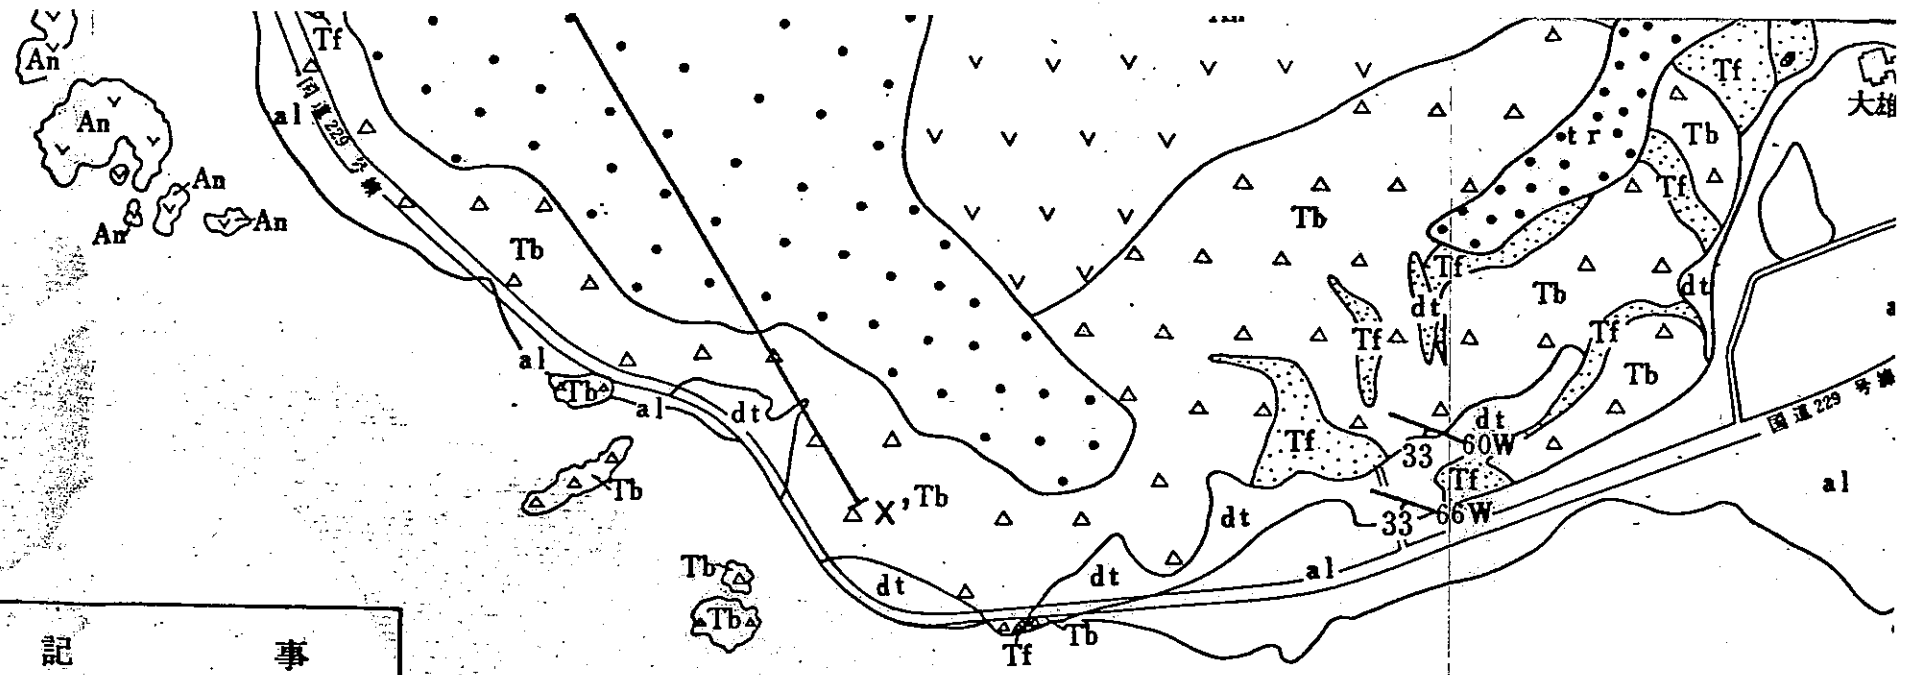 An
Tf
An
al
国道229号線
Tf
大雄
An
Tb
tr
An
An
An
Tf
Tb
Tb
Tf
dt
Tb
dt
Tf
Tf
al
Tb
Tb
al
dt
dt
国道229号線
Tf
33
60W
Tb
X', Tb
Tf
al
dt
33
66W
Tb
dt
dt
al
Tb
Tb
Tf
記事